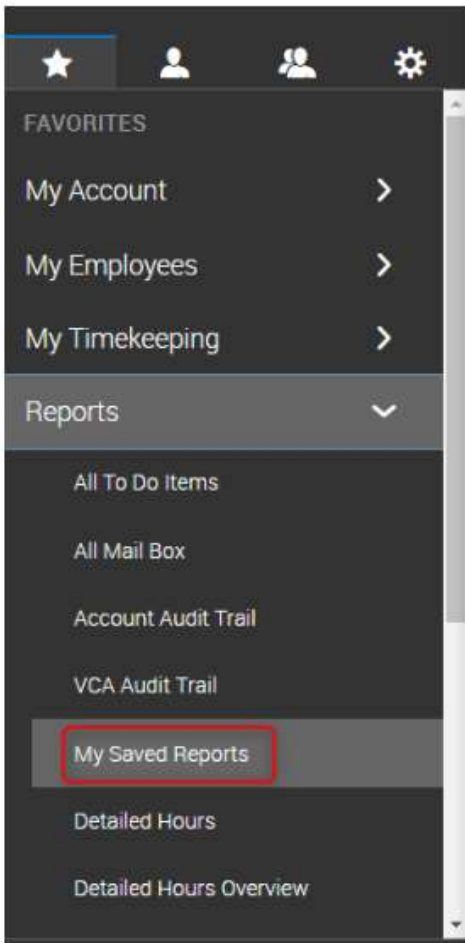 FAVORITES
My Account
My Employees
My Timekeeping
Reports
All To Do Items
All Mail Box
Account Audit Trail
VCA Audit Trail
My Saved Reports
Detailed Hours
Detailed Hours Overview